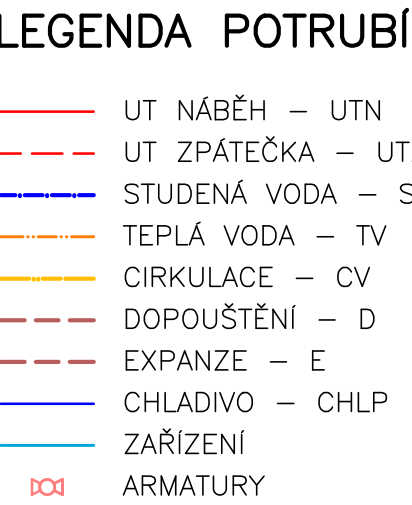 LEGENDA POTRUBÍ
UT NÁBĚH – UTN
UT ZPÁTEČKA – UT
STUDENÁ VODA – S
TEPLÁ VODA – TV
CIRKULACE – CV
DOPOUŠTĚNÍ – D
EXPANZE – E
CHLADIVO – CHLP
ZAŘÍZENÍ
ARMATURY